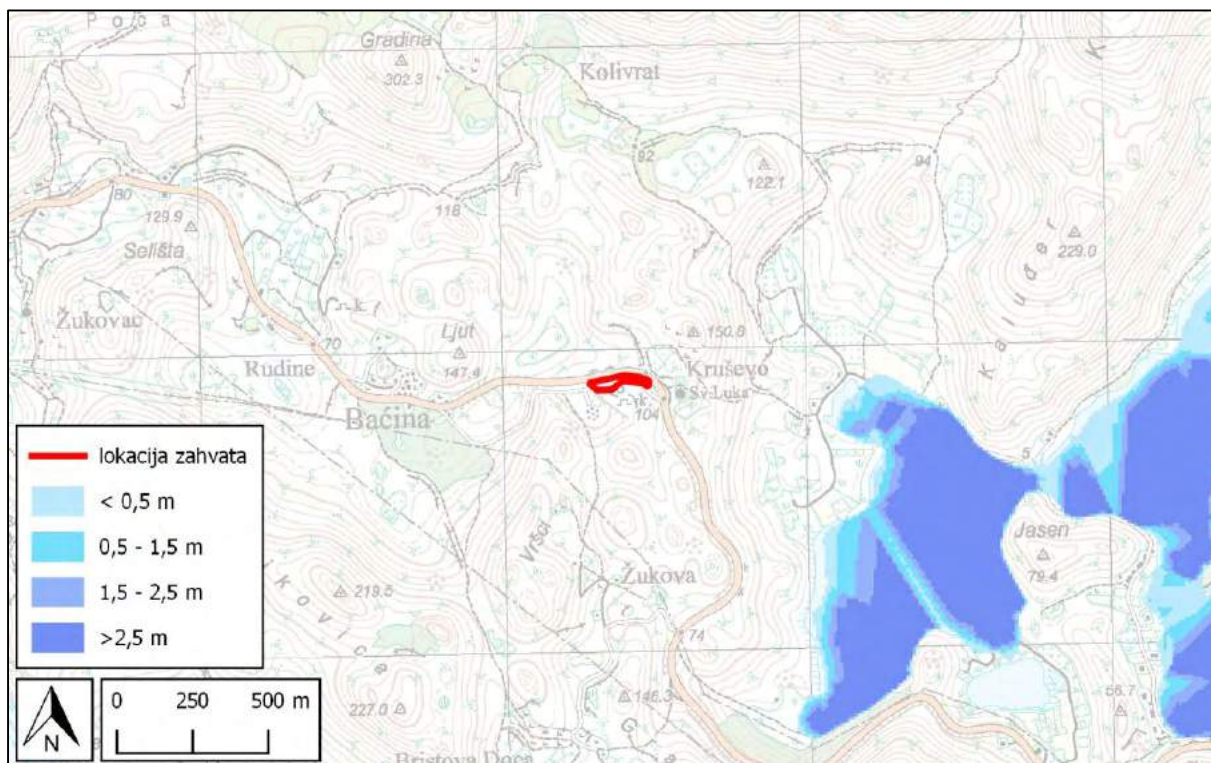 Gradina
302.3
Kolivrat
92
122.1
94
80
129.9
118
229.0
Selišta
Žukovac
70
Rudine
Ljut
147.4
150.8
Kruševo
Sv. Luka
104
Baćina
5
Jasen
79.4
Vršci
Žukova
74
219.5
227.0
146.3
56.7
Bristova Doca
lokacija zahvata
< 0,5 m
0,5 - 1,5 m
1,5 - 2,5 m
>2,5 m
N
0 250 500 m